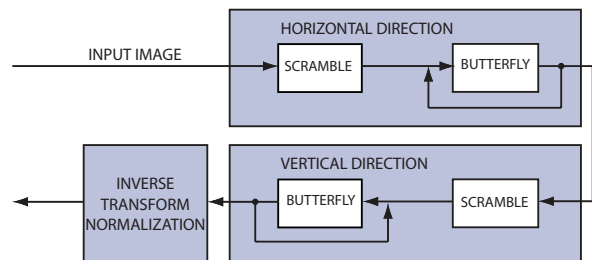 HORIZONTAL DIRECTION
INPUT IMAGE
SCRAMBLE
BUTTERFLY
VERTICAL DIRECTION
INVERSE
TRANSFORM
NORMALIZATION
BUTTERFLY
SCRAMBLE